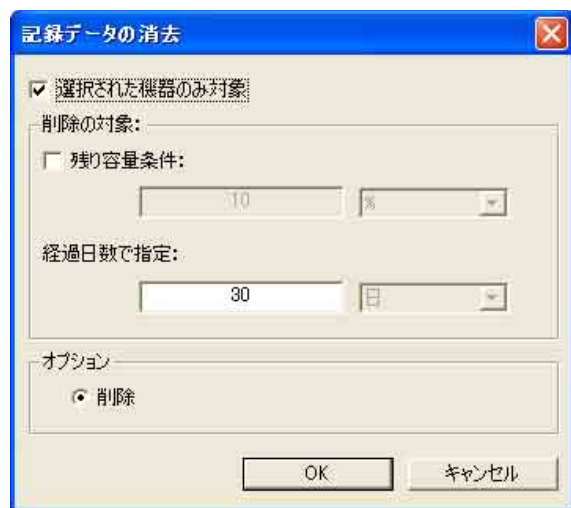 記録データの消去
選択された機器のみ対象
削除の対象:
残り容量条件:
10 %
経過日数で指定:
30 日
オプション
削除
OK キャンセル